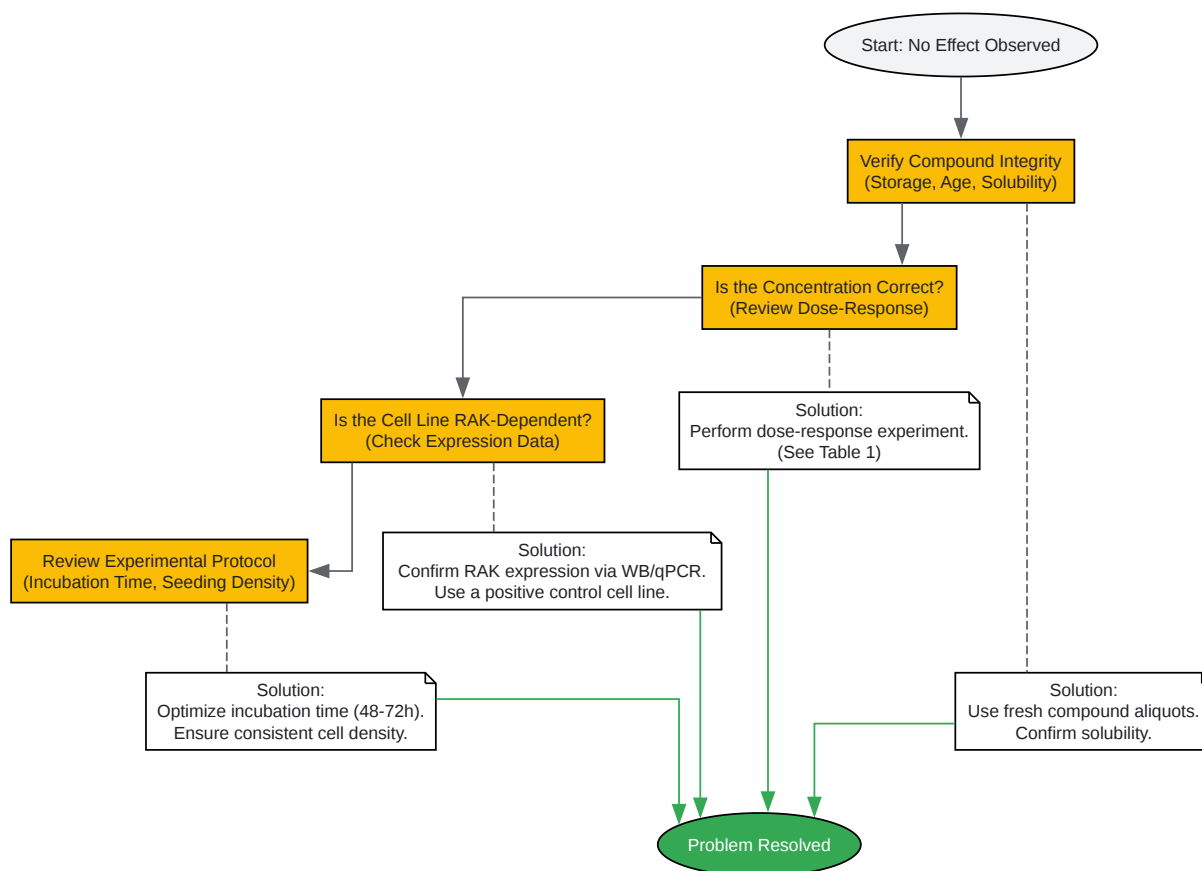 Start: No Effect Observed
Verify Compound Integrity
(Storage, Age, Solubility)
Is the Concentration Correct?
(Review Dose-Response)
Is the Cell Line RAK-Dependent?
(Check Expression Data)
Solution:
Perform dose-response experiment.
(See Table 1)
Review Experimental Protocol
(Incubation Time, Seeding Density)
Solution:
Confirm RAK expression via WB/qPCR.
Use a positive control cell line.
Solution:
Optimize incubation time (48-72h).
Ensure consistent cell density.
Solution:
Use fresh compound aliquots.
Confirm solubility.
Problem Resolved